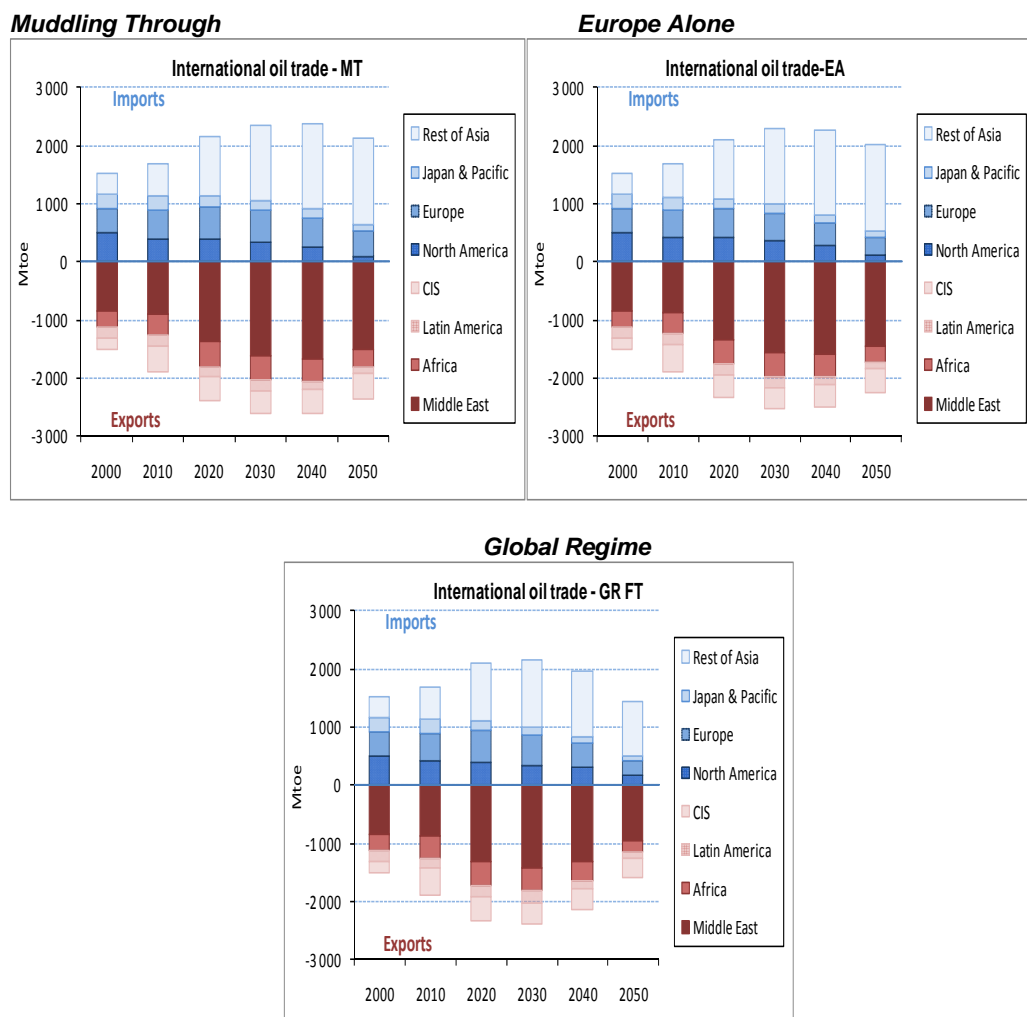 Muddling Through
Europe Alone
International oil trade - MT
Imports
3 000
2 000
1 000
0
-1 000
-2 000
-3 000
Mtoe
Exports
2000 2010 2020 2030 2040 2050
Rest of Asia
Japan & Pacific
Europe
North America
CIS
Latin America
Africa
Middle East
International oil trade-EA
Imports
3 000
2 000
1 000
0
-1 000
-2 000
-3 000
Mtoe
Exports
2000 2010 2020 2030 2040 2050
Rest of Asia
Japan & Pacific
Europe
North America
CIS
Latin America
Africa
Middle East
Global Regime
International oil trade - GR FT
Imports
3 000
2 000
1 000
0
-1 000
-2 000
-3 000
Mtoe
Exports
2000 2010 2020 2030 2040 2050
Rest of Asia
Japan & Pacific
Europe
North America
CIS
Latin America
Africa
Middle East